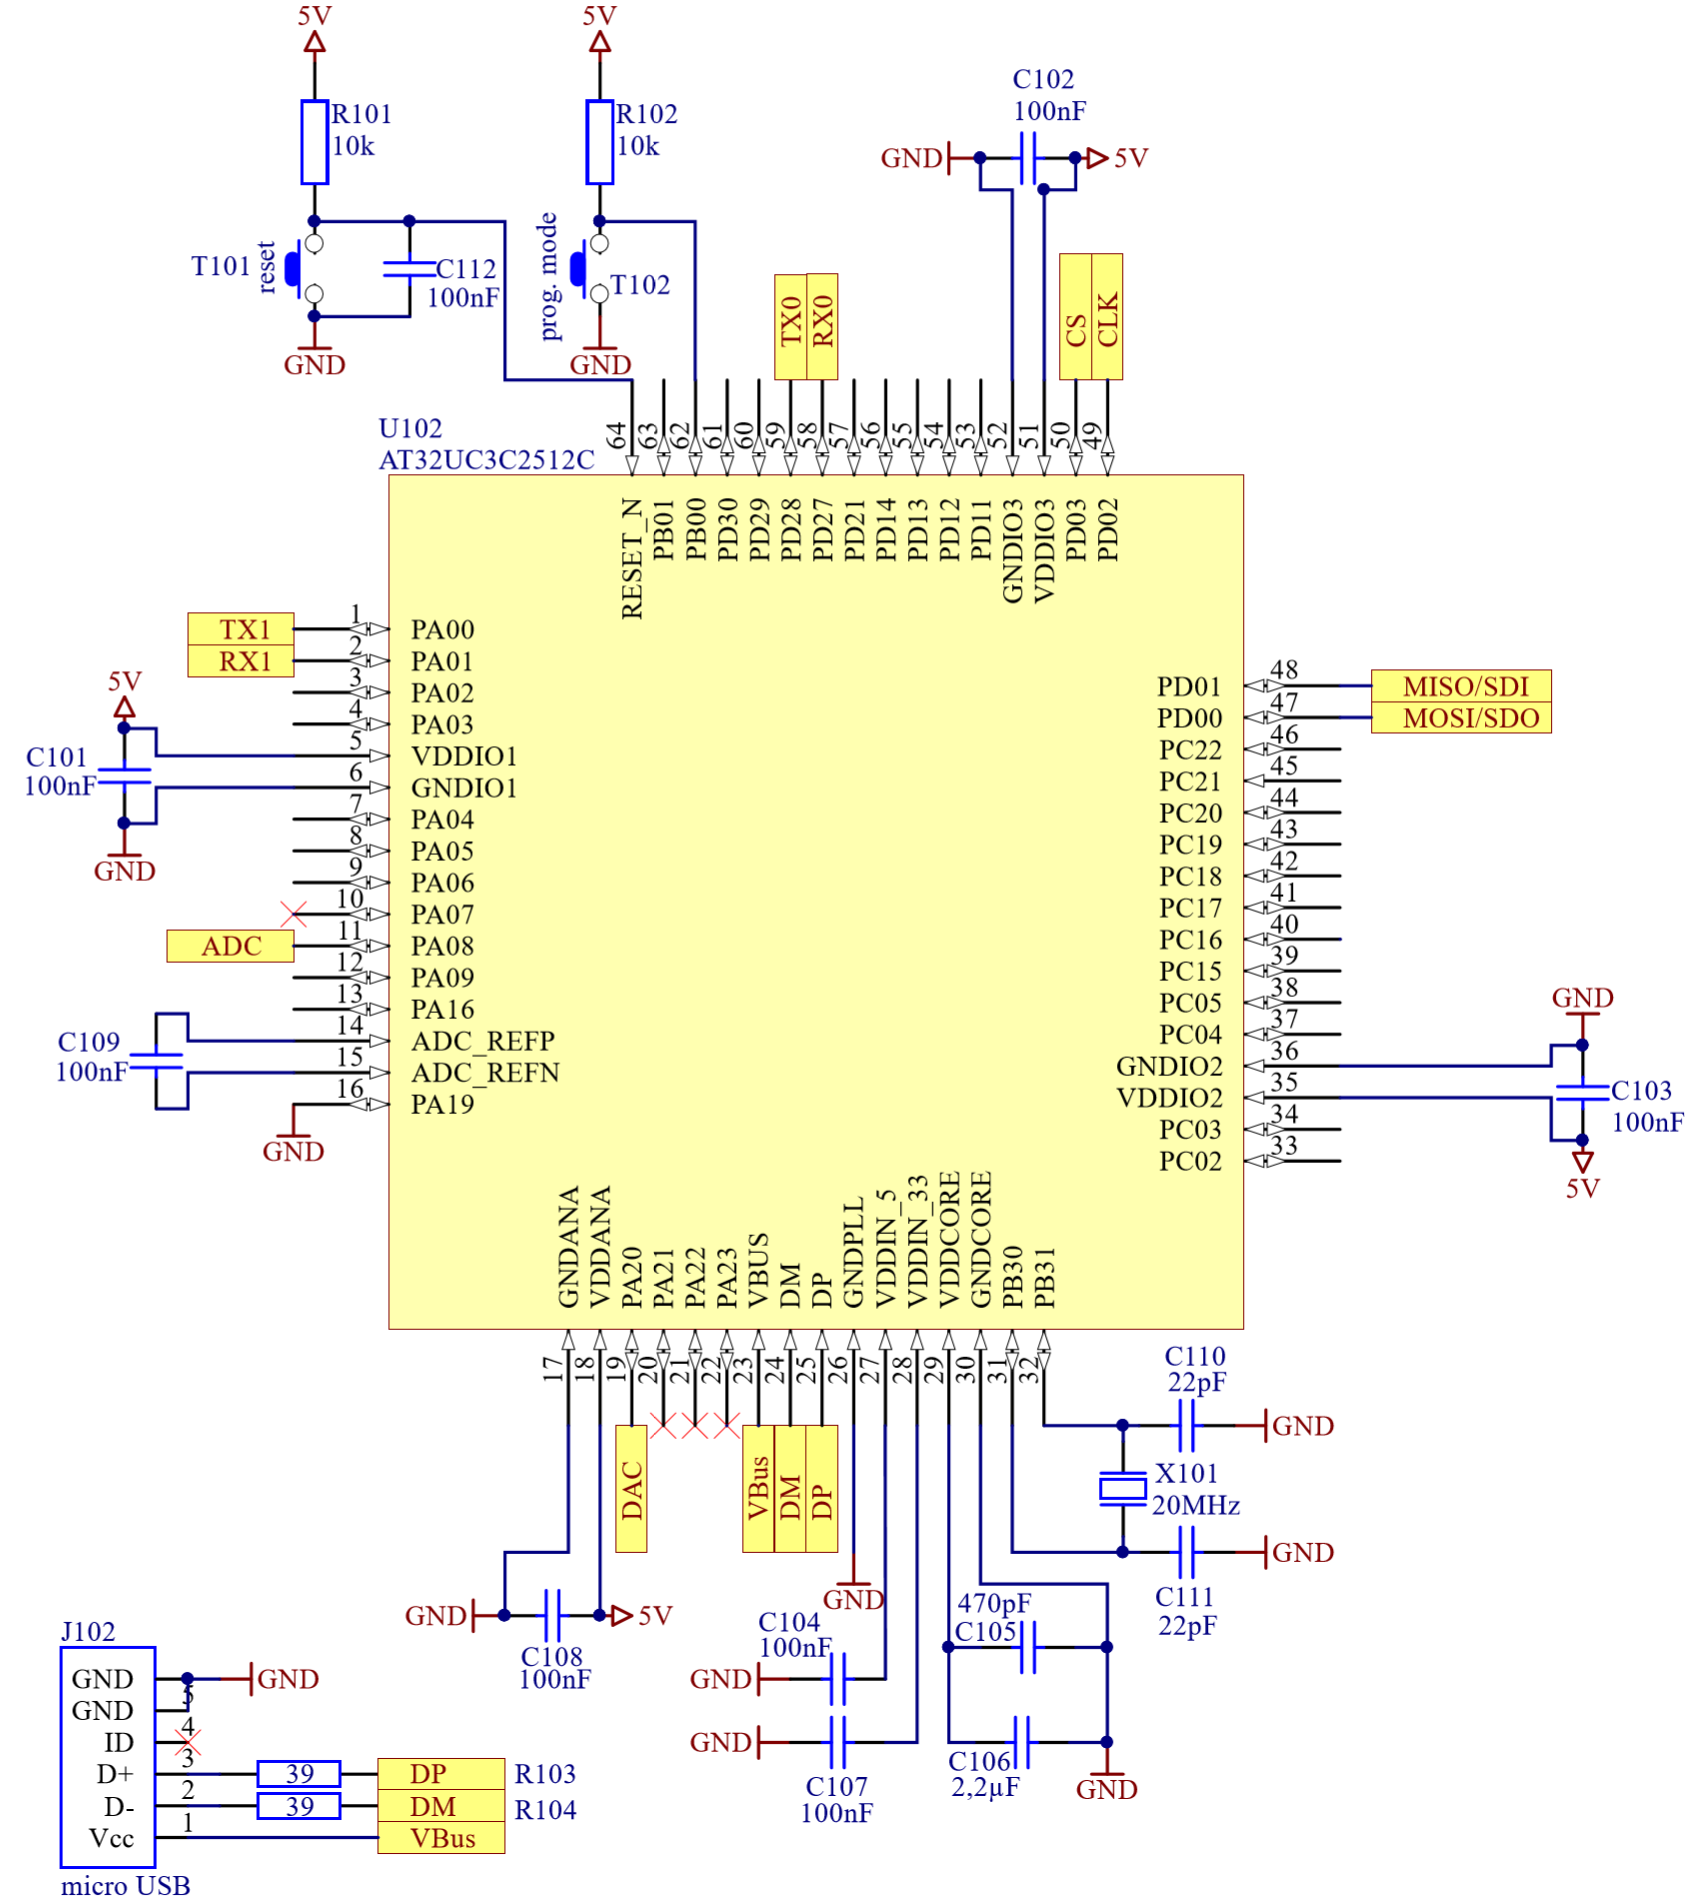 5V
5V
R101
10k
R102
10k
C102
100nF
GND
5V
T101
reset
C112
100nF
prog. mode
T102
GND
GND
TX0
RX0
CS
CLK
U102
AT32UC3C2512C
64
63
62
61
60
59
58
57
56
55
54
53
52
51
50
49
RESET_N
PB01
PB00
PD30
PD29
PD28
PD27
PD21
PD14
PD13
PD12
PD11
GNDIO3
VDDIO3
PD03
PD02
TX1
1
PA00
RX1
2
PA01
3
PA02
4
PA03
5
VDDIO1
6
GNDIO1
7
PA04
8
PA05
9
PA06
10
PA07
ADC
11
PA08
12
PA09
13
PA16
14
ADC_REFP
15
ADC_REFN
16
PA19
5V
C101
100nF
GND
C109
100nF
GND
PD01
48
MISO/SDI
PD00
47
MOSI/SDO
PC22
46
PC21
45
PC20
44
PC19
43
PC18
42
PC17
41
PC16
40
PC15
39
PC05
38
PC04
37
GNDIO2
36
VDDIO2
35
PC03
34
PC02
33
GND
C103
100nF
5V
GNDANA
VDDANA
PA20
PA21
PA22
PA23
VBUS
DM
DP
GNDPLL
VDDIN_5
VDDIN_33
VDDCORE
GNDCORE
PB30
PB31
17
18
19
20
21
22
23
24
25
26
27
28
29
30
31
32
DAC
VBus
DM
DP
C110
22pF
GND
X101
20MHz
GND
C111
22pF
GND
GND
5V
C108
100nF
C104
100nF
GND
GND
C107
100nF
470pF
C105
C106
2,2µF
GND
J102
GND
GND
GND
5
ID
4
D+
3
39
DP
R103
D-
2
39
DM
R104
Vcc
1
VBus
micro USB